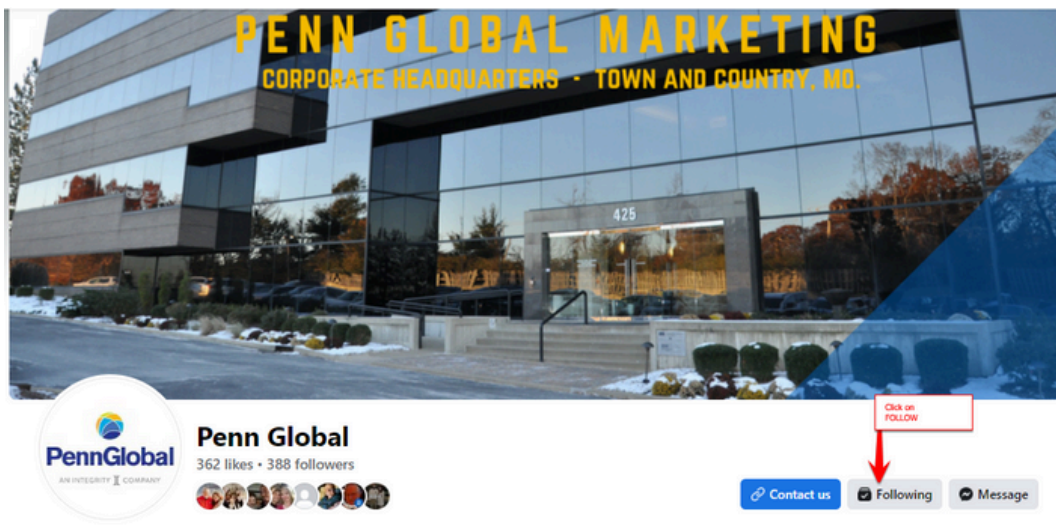 PENN GLOBAL MARKETING
CORPORATE HEADQUARTERS - TOWN AND COUNTRY, MO.
425
Click on
FOLLOW
PennGlobal
AN INTEGRITY COMPANY
Penn Global
362 likes • 388 followers
Contact us
Following
Message